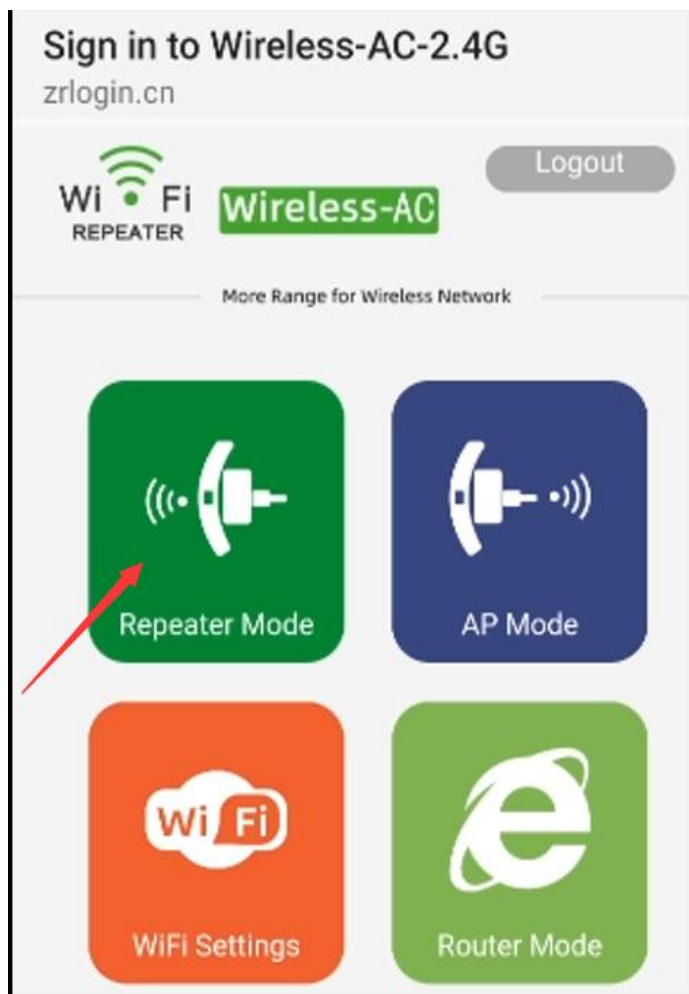 Sign in to Wireless-AC-2.4G
zrlogin.cn
Logout
Wi Fi
REPEATER
Wireless-AC
More Range for Wireless Network
Repeater Mode
AP Mode
Wi Fi
WiFi Settings
Router Mode